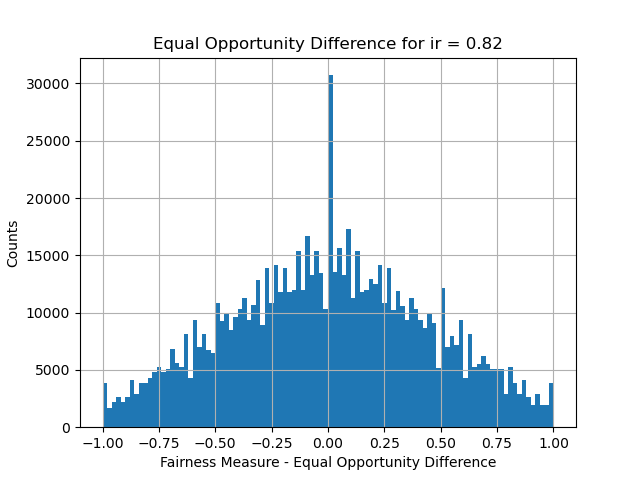 Equal Opportunity Difference for ir = 0.82
30000
25000
20000
15000
10000
5000
0
Counts
−1.00 −0.75 −0.50 −0.25 0.00 0.25 0.50 0.75 1.00
Fairness Measure - Equal Opportunity Difference